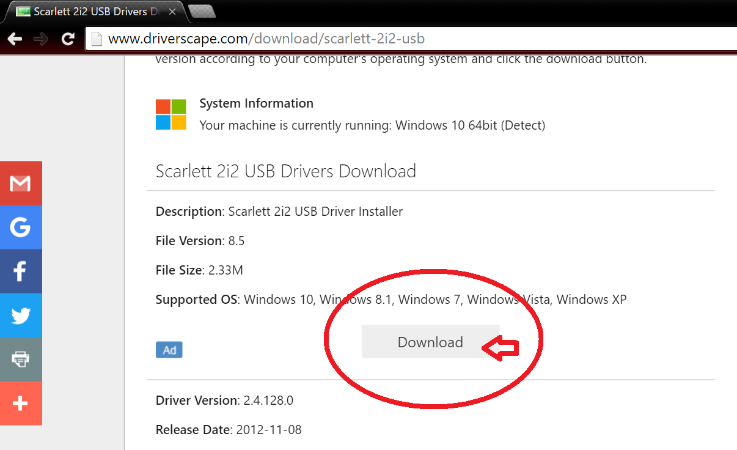 Scarlett 2i2 USB Drivers D
www.driverscape.com/download/scarlett-2i2-usb
version according to your computer's operating system and click the download button.
System Information
Your machine is currently running: Windows 10 64bit (Detect)
Scarlett 2i2 USB Drivers Download
Description: Scarlett 2i2 USB Driver Installer
File Version: 8.5
File Size: 2.33M
Supported OS: Windows 10, Windows 8.1, Windows 7, Windows Vista, Windows XP
Download
Ad
Driver Version: 2.4.128.0
Release Date: 2012-11-08